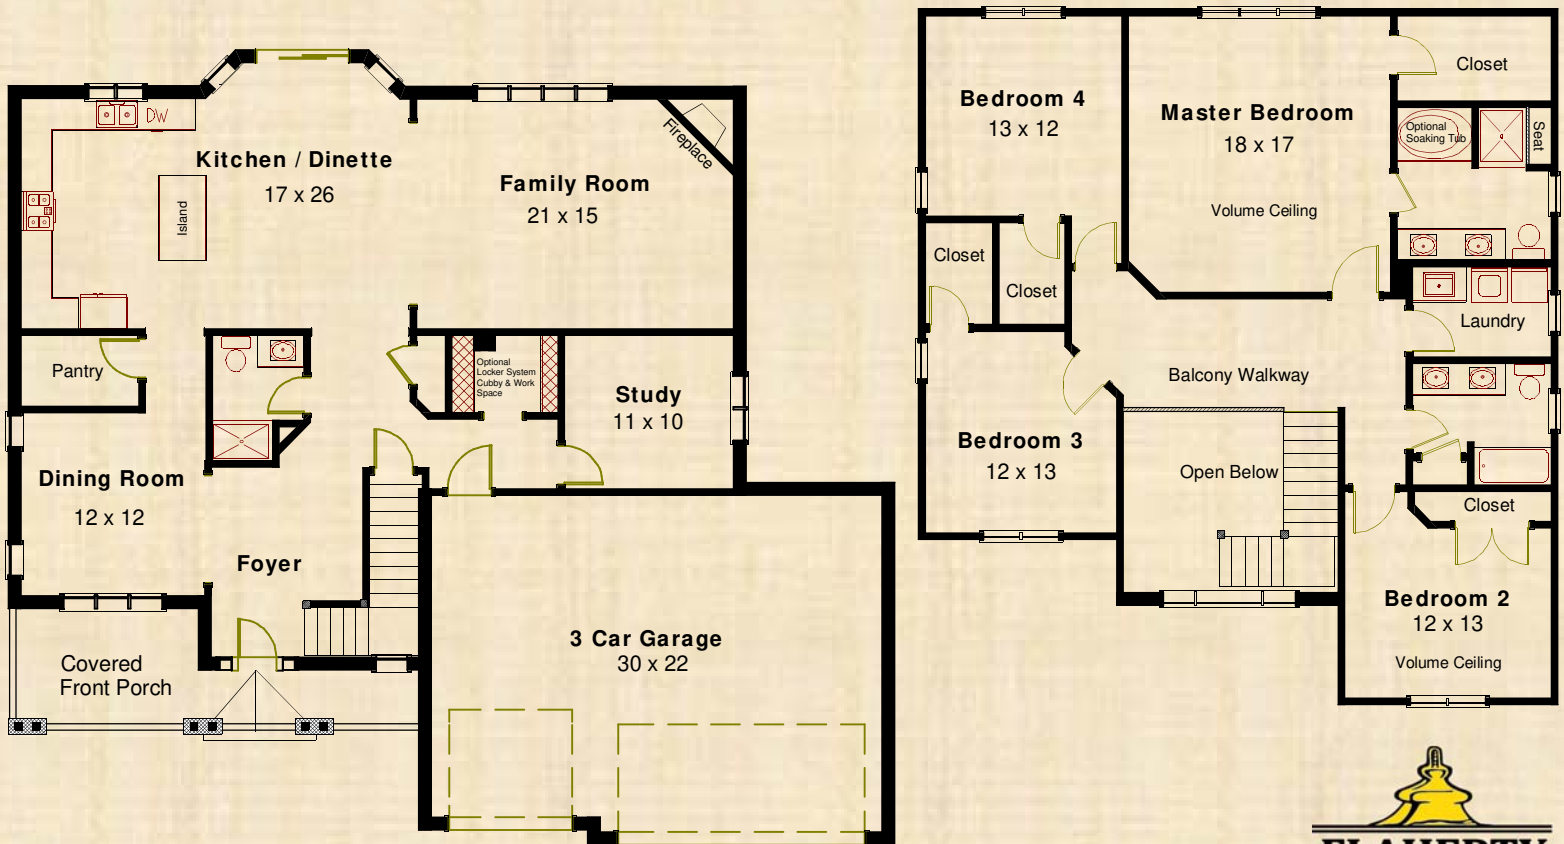 DW
Kitchen / Dinette
17 x 26
Island
Fireplace
Family Room
21 x 15
Pantry
Optional
Locker System
Cubby & Work
Space
Study
11 x 10
Dining Room
12 x 12
Foyer
Covered
Front Porch
3 Car Garage
30 x 22
Bedroom 4
13 x 12
Master Bedroom
18 x 17
Volume Ceiling
Closet
Optional
Soaking Tub
Seat
Closet
Closet
Laundry
Balcony Walkway
Bedroom 3
12 x 13
Open Below
Closet
Bedroom 2
12 x 13
Volume Ceiling
FLAHERTY